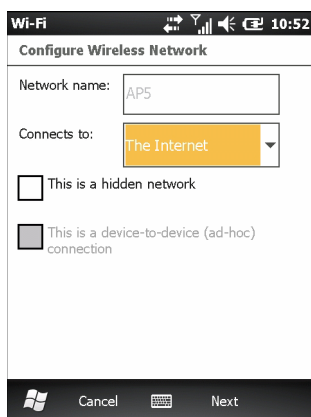 Wi-Fi 10:52
Configure Wireless Network
Network name: AP5
Connects to: The Internet
This is a hidden network
This is a device-to-device (ad-hoc)
connection
Cancel Next